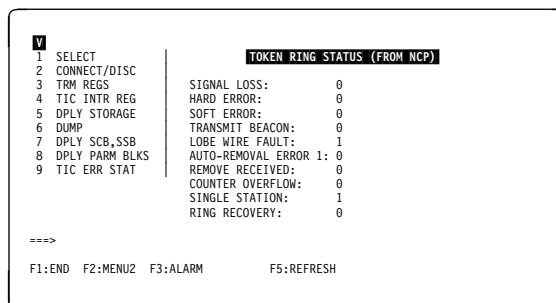 V
1 SELECT TOKEN RING STATUS (FROM NCP)
2 CONNECT/DISC
3 TRM REGS SIGNAL LOSS: 0
4 TIC INTR REG HARD ERROR: 0
5 DPLY STORAGE SOFT ERROR: 0
6 DUMP TRANSMIT BEACON: 0
7 DPLY SCB,SSB LOBE WIRE FAULT: 1
8 DPLY PARM BLKS AUTO-REMOVAL ERROR 1: 0
9 TIC ERR STAT REMOVE RECEIVED: 0
COUNTER OVERFLOW: 0
SINGLE STATION: 1
RING RECOVERY: 0
===>
F1:END F2:MENU2 F3:ALARM F5:REFRESH